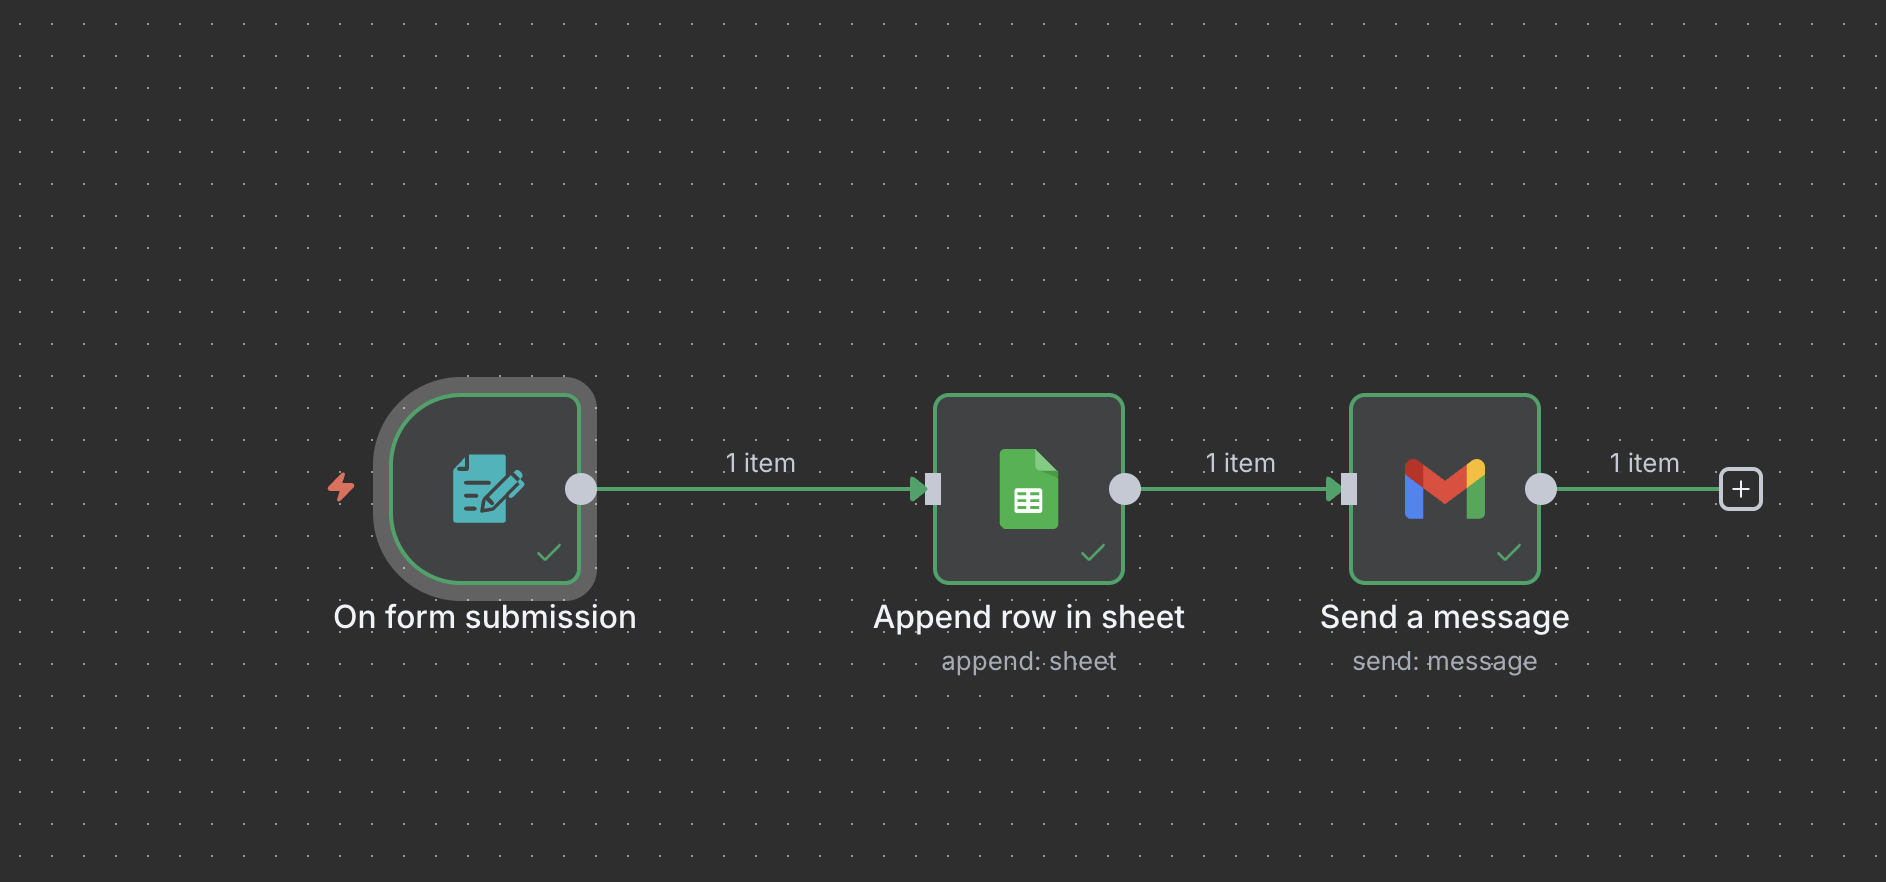 1 item
1 item
1 item
On form submission
Append row in sheet
append: sheet
Send a message
send: message